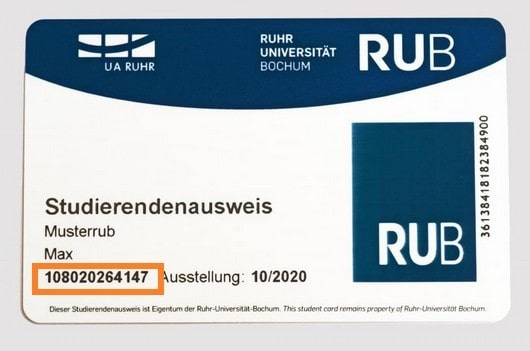 UA RUHR
RUHR
UNIVERSITÄT
BOCHUM
RUB
Studierendenausweis
Musterrub
Max
108020264147 Ausstellung: 10/2020
RUB
36138418182384900
Dieser Studierendenausweis ist Eigentum der Ruhr-Universität-Bochum. This student card remains property of Ruhr-Universität Bochum.